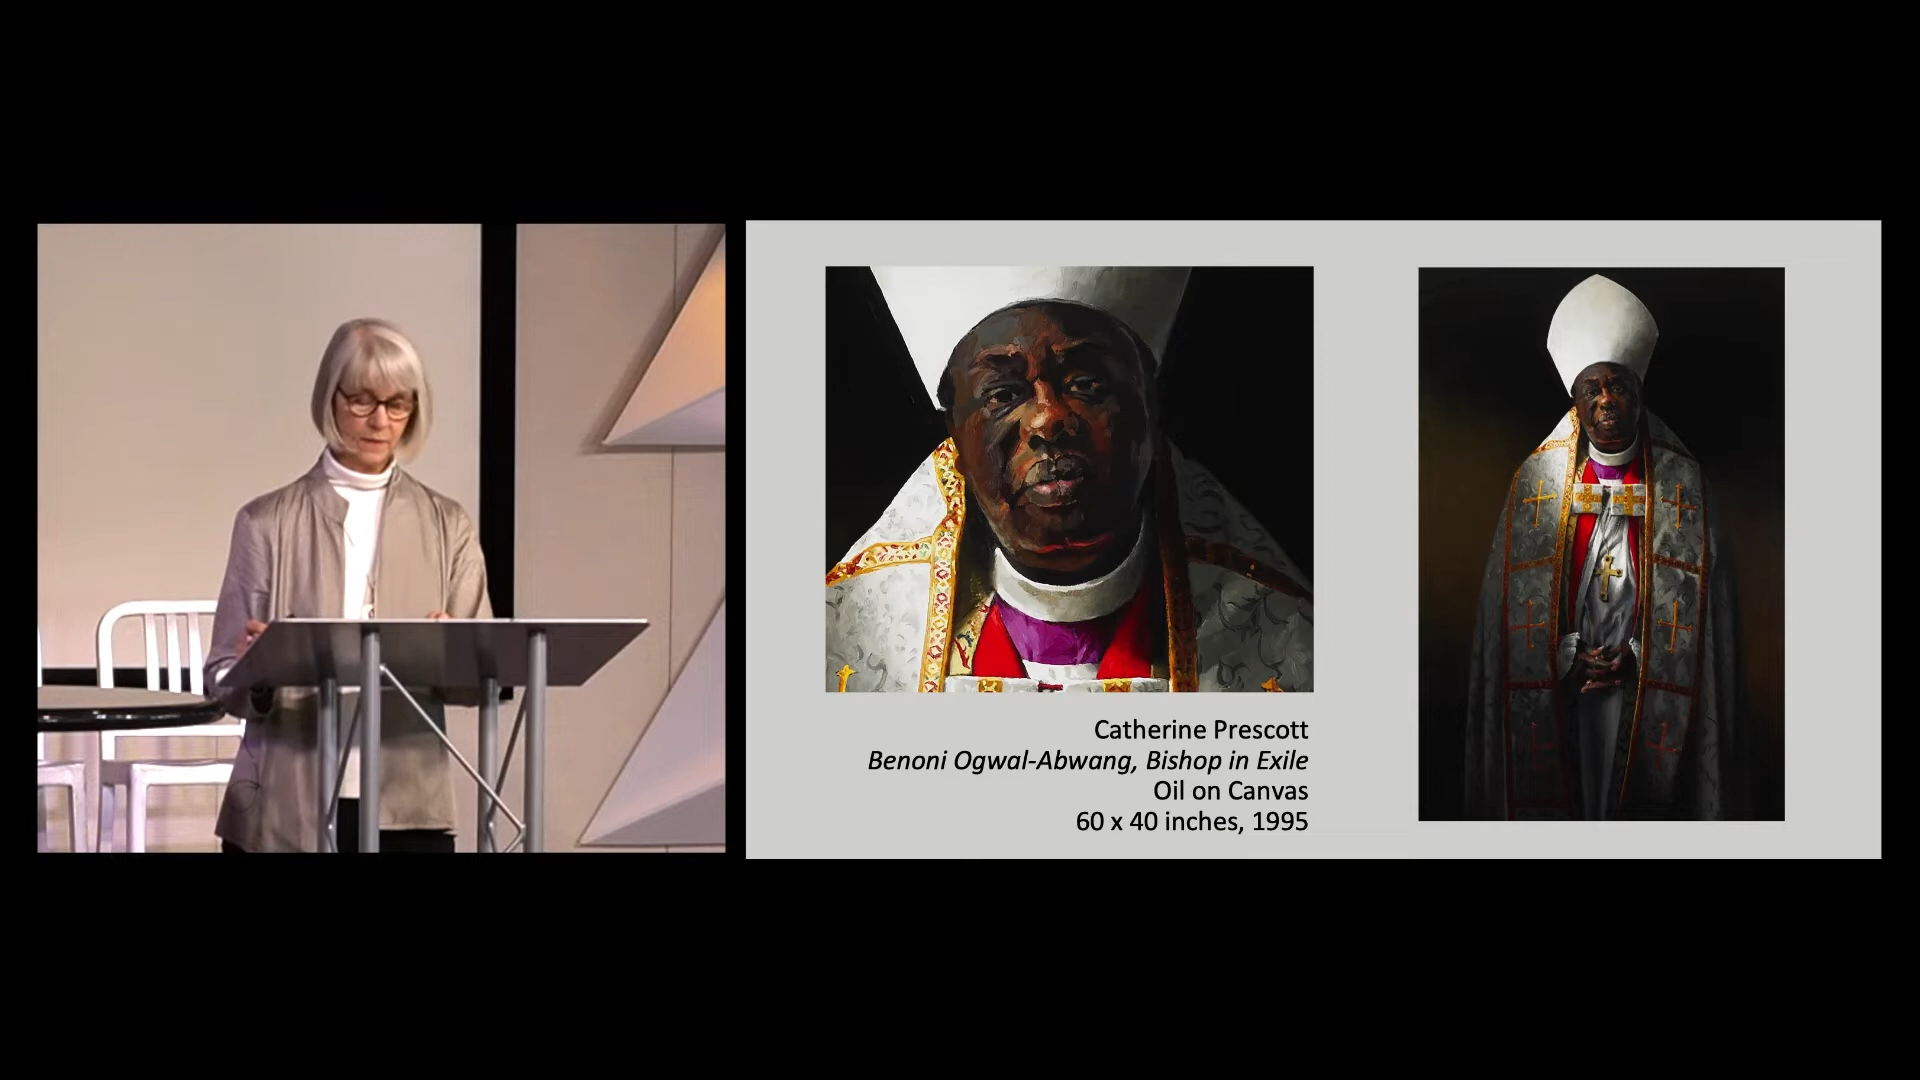 Catherine Prescott
Benoni Ogwal-Abwang, Bishop in Exile
Oil on Canvas
60 x 40 inches, 1995